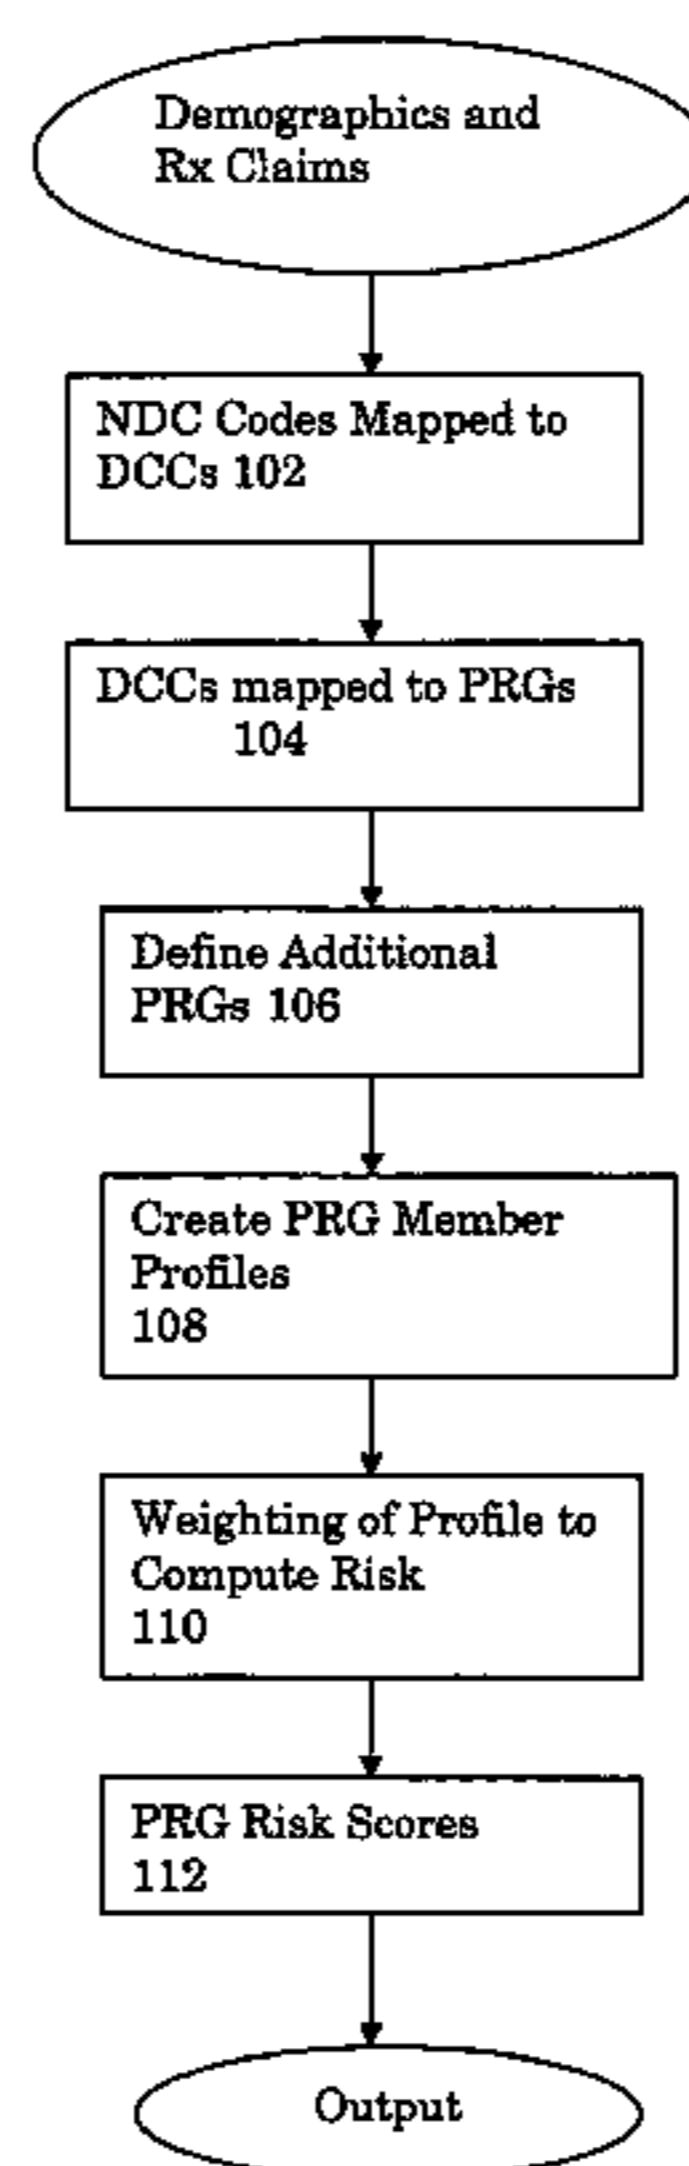 Demographics and
Rx Claims
NDC Codes Mapped to
DCCs 102
DCCs mapped to PRGs
104
Define Additional
PRGs 106
Create PRG Member
Profiles
108
Weighting of Profile to
Compute Risk
110
PRG Risk Scores
112
Output